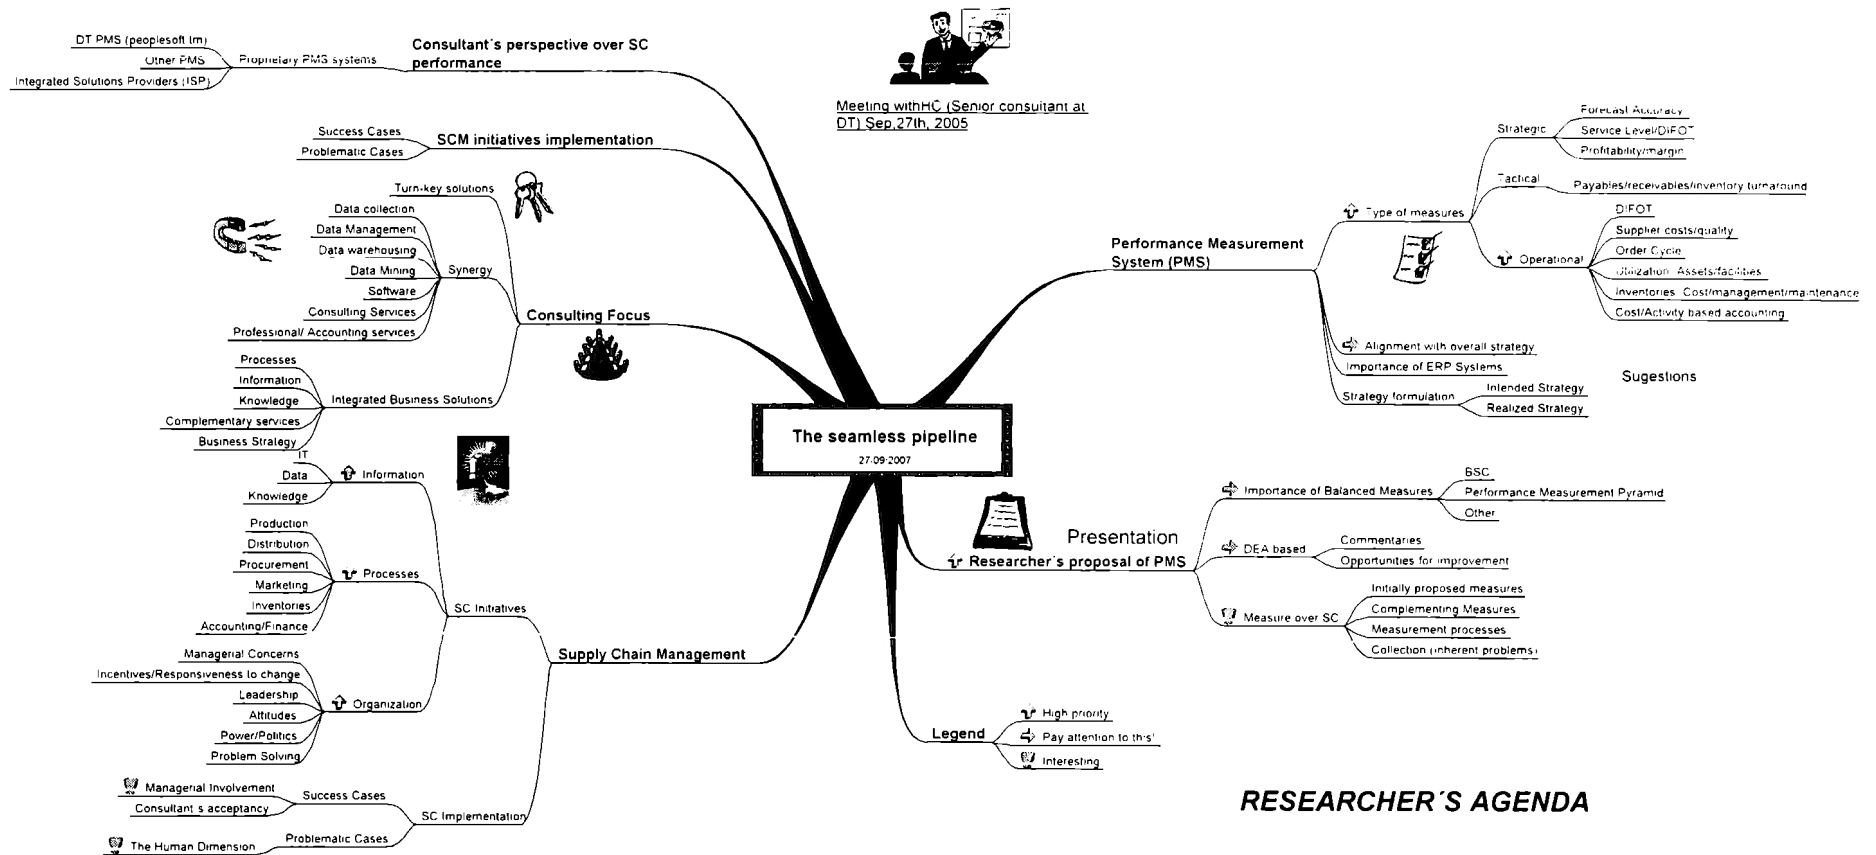 Meeting withHC (Senior consultant at
DT) Sep,27th, 2005
The seamless pipeline
27-09-2007
Consultant´s perspective over SC
performance
Proprietary PMS systems
DT PMS (peoplesoft tm)
Other PMS
Integrated Solutions Providers (ISP)
SCM initiatives implementation
Success Cases
Problematic Cases
Consulting Focus
Turn-key solutions
Synergy
Data collection
Data Management
Data warehousing
Data Mining
Software
Consulting Services
Professional/ Accounting services
Integrated Business Solutions
Processes
Information
Knowledge
Complementary services
Business Strategy
Supply Chain Management
SC Initiatives
Information
IT
Data
Knowledge
Processes
Production
Distribution
Procurement
Marketing
Inventories
Accounting/Finance
Organization
Managerial Concerns
Incentives/Responsiveness to change
Leadership
Attitudes
Power/Politics
Problem Solving
SC Implementation
Success Cases
Managerial Involvement
Consultant s acceptancy
Problematic Cases
The Human Dimension
Performance Measurement
System (PMS)
Type of measures
Strategic
Forecast Accuracy
Service Level/DIFOT
Profitability/margin
Tactical
Payables/receivables/inventory turnaround
Operational
DIFOT
Supplier costs/quality
Order Cycle
Utilization Assets/facilities
Inventories Cost/management/maintenance
Cost/Activity based accounting
Alignment with overall strategy
Importance of ERP Systems
Strategy formulation
Intended Strategy
Realized Strategy
Sugestions
Presentation
Researcher´s proposal of PMS
Importance of Balanced Measures
BSC
Performance Measurement Pyramid
Other
DEA based
Commentaries
Opportunities for improvement
Measure over SC
Initially proposed measures
Complementing Measures
Measurement processes
Collection (inherent problems)
Legend
High priority
Pay attention to this!
Interesting
RESEARCHER´S AGENDA